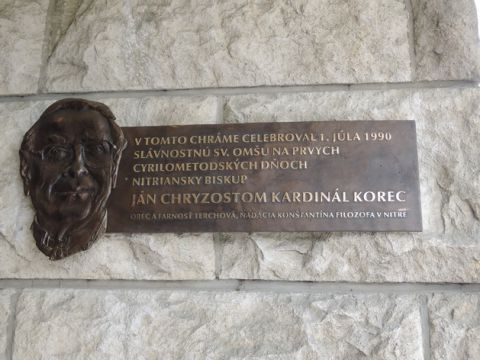 V TOMTO CHRÁME CELEBROVAL 1. JÚLA 1990
SLÁVNOSTNÚ SV. OMŠU NA PRVÝCH
CYRILOMETODSKÝCH DŇOCH
NITRIANSKY BISKUP
JÁN CHRYZOSTOM KARDINÁL KOREC
OBEC A FARNOSŤ TERCHOVÁ, NADÁCIA KONŠTANTÍNA FILOZOFA V NITRE